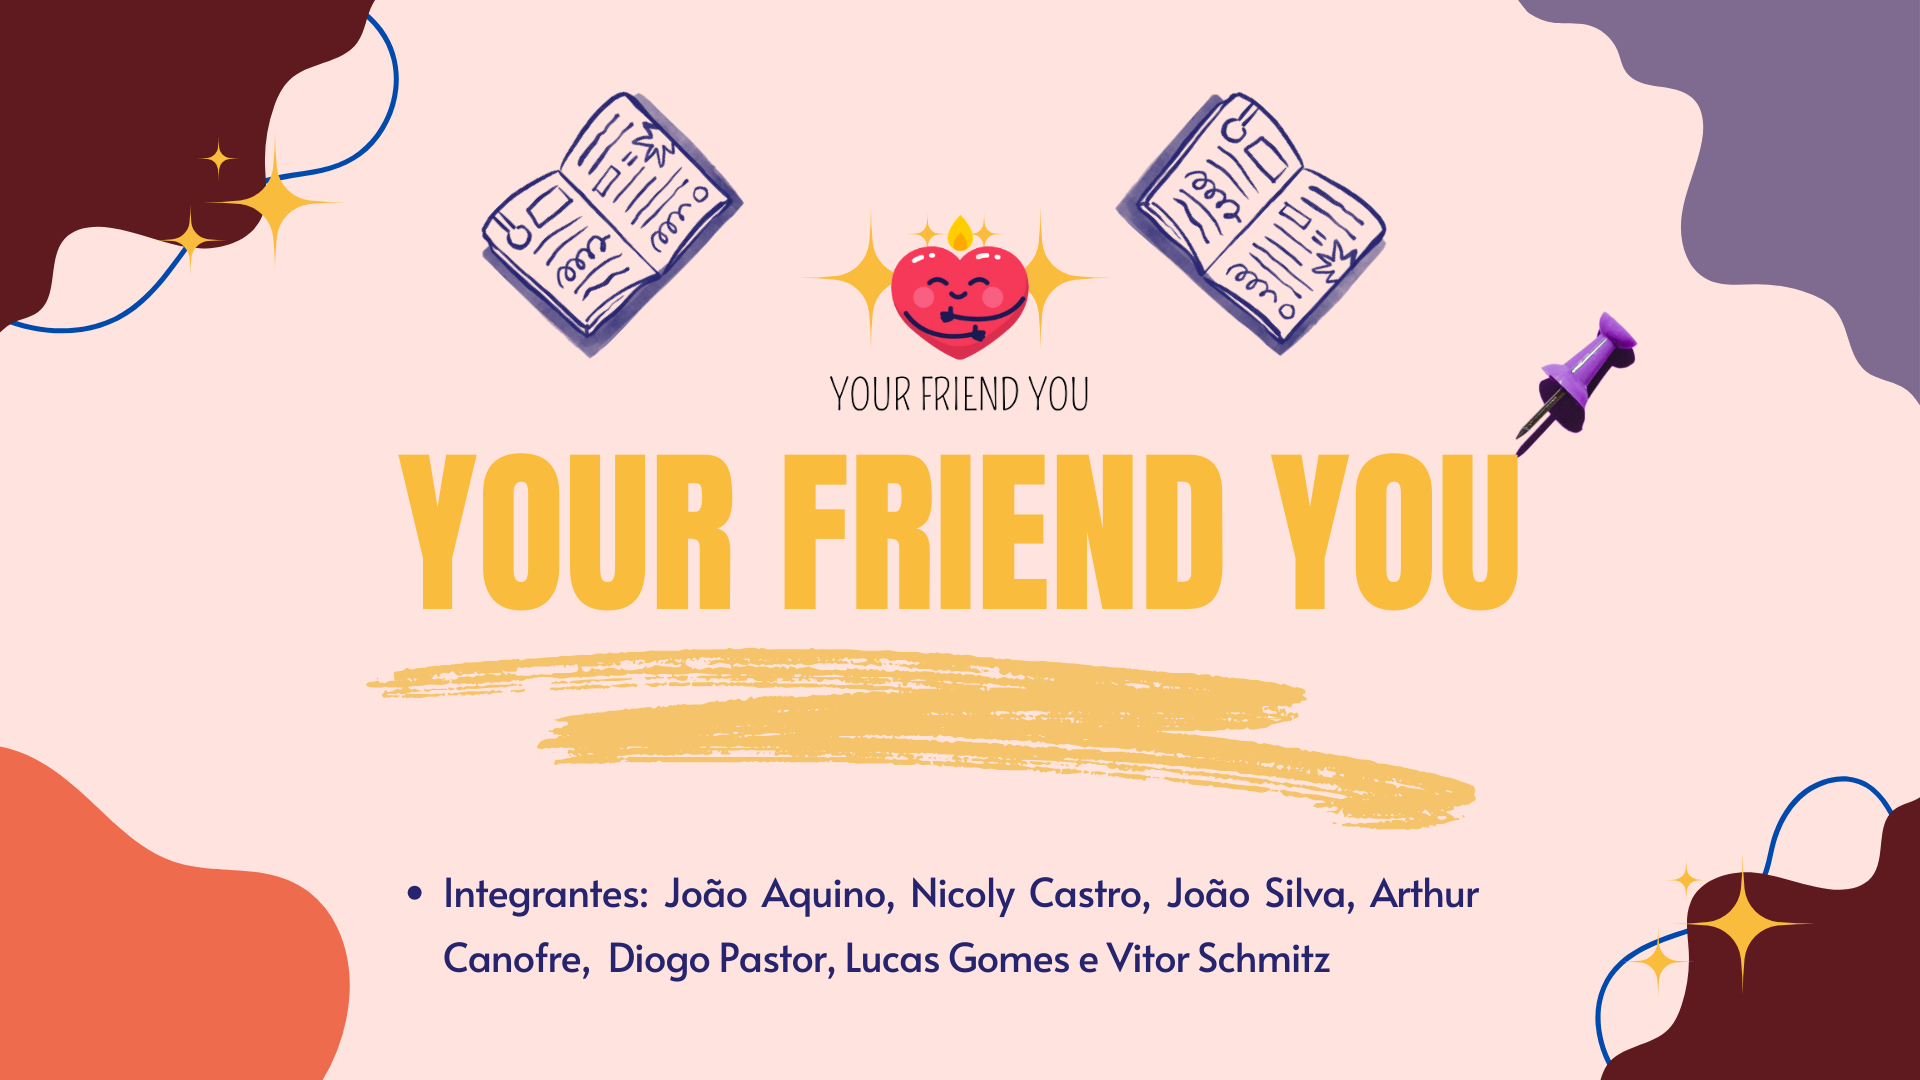 YOUR FRIEND YOU
YOUR FRIEND YOU
• Integrantes: João Aquino, Nicoly Castro, João Silva, Arthur
Canofre, Diogo Pastor, Lucas Gomes e Vitor Schmitz